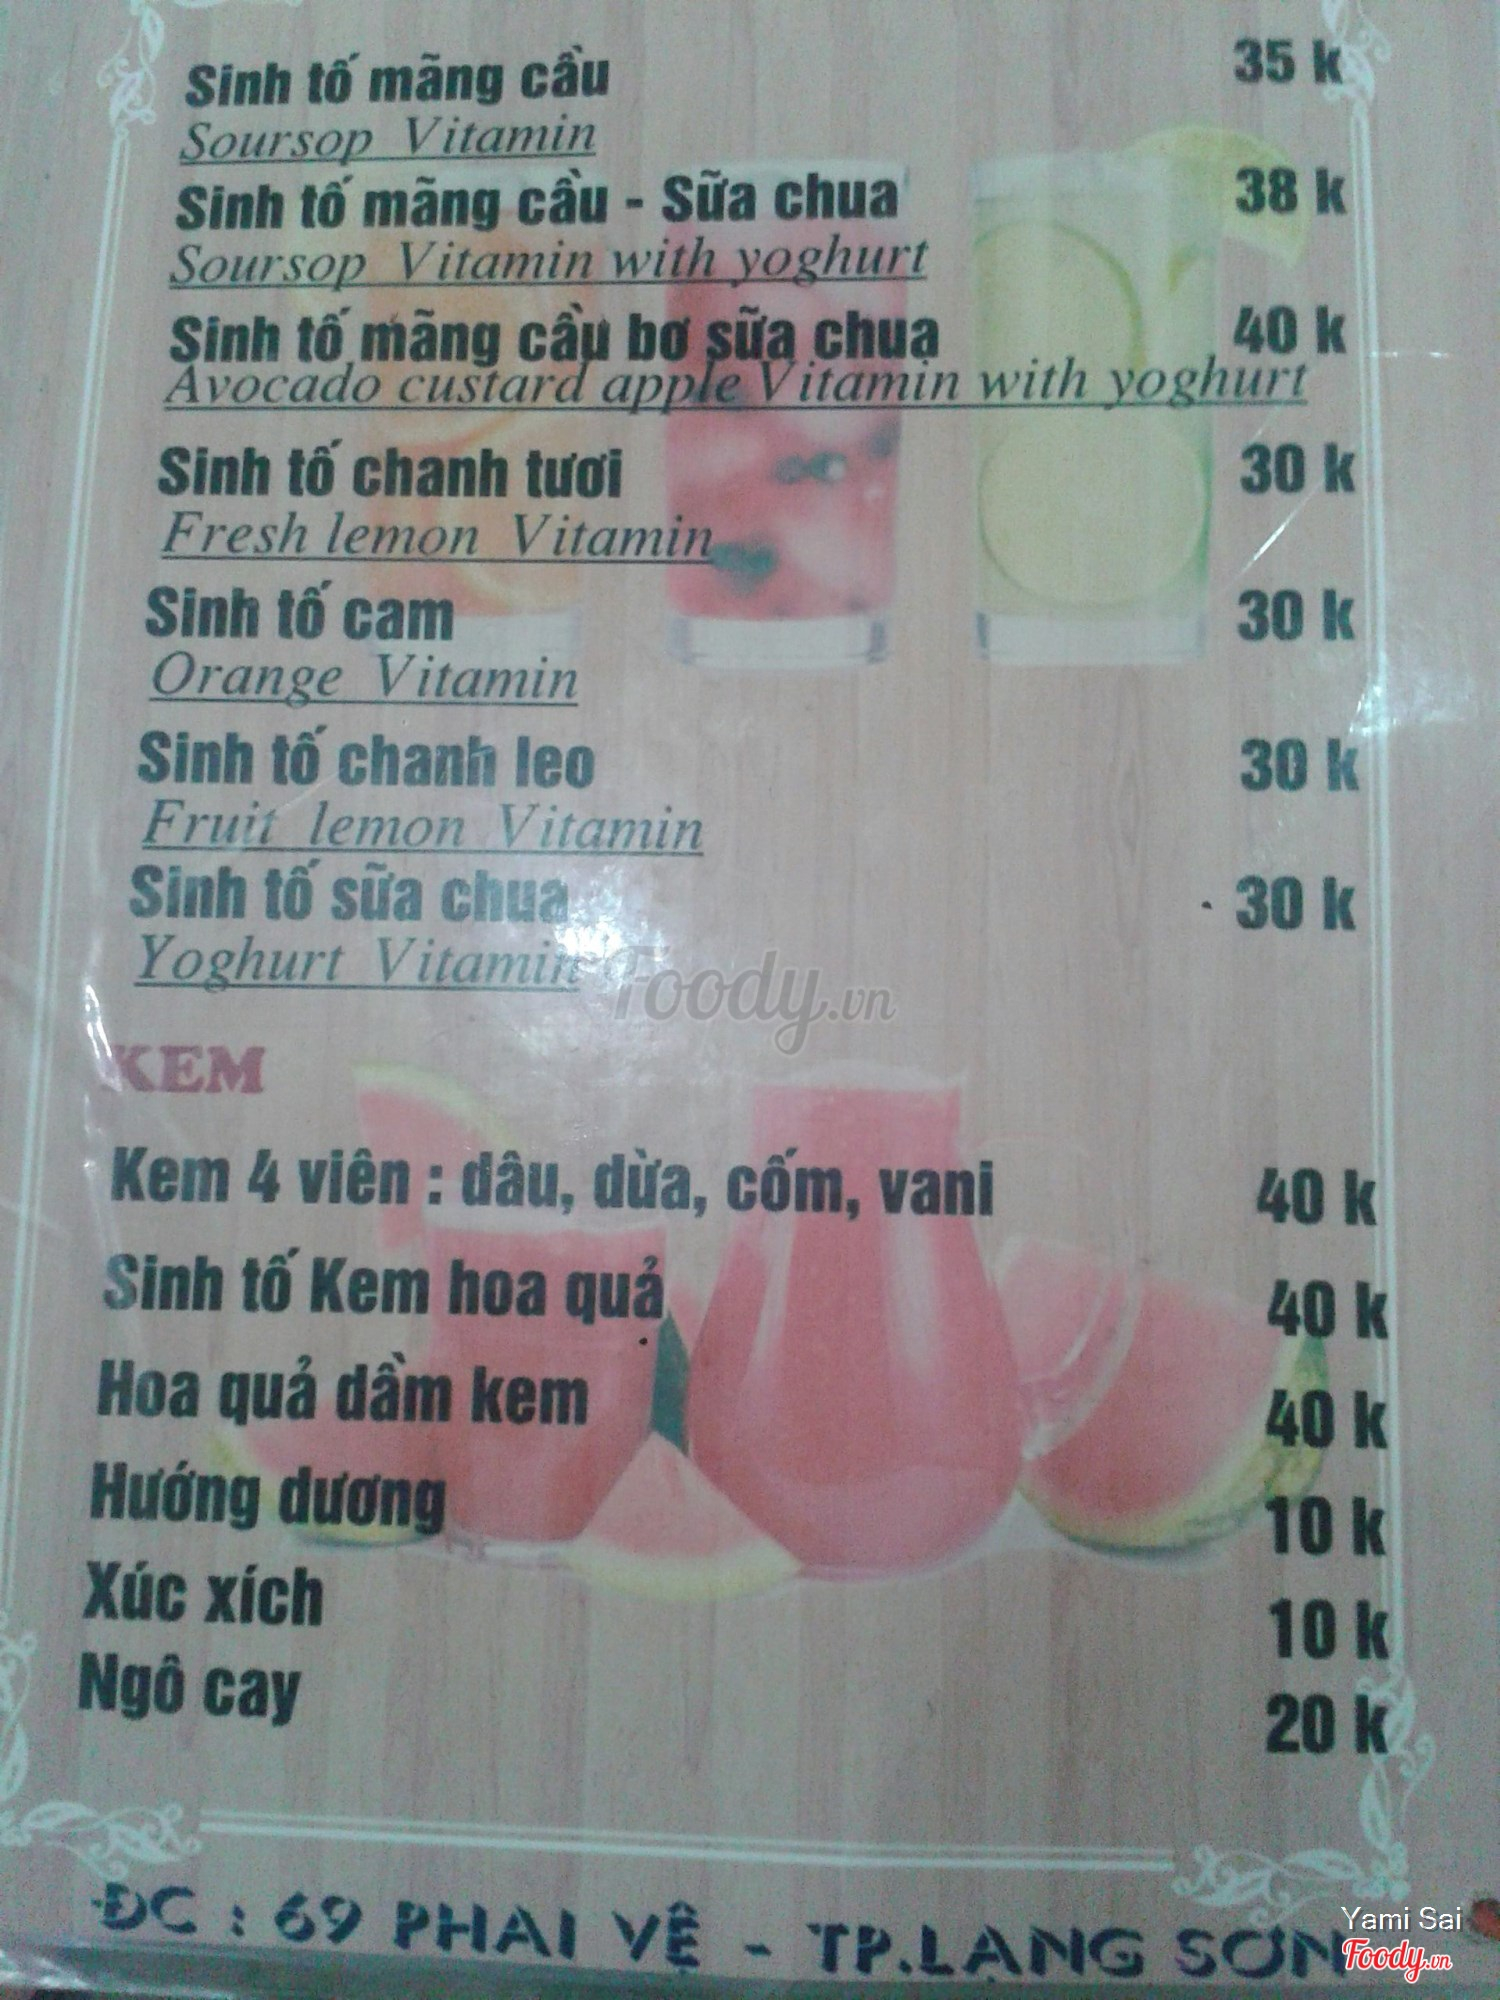 Sinh tố mãng cầu 35 k
Soursop Vitamin
Sinh tố mãng cầu - Sữa chua 38 k
Soursop Vitamin with yoghurt
Sinh tố mãng cầu bơ sữa chua 40 k
Avocado custard apple Vitamin with yoghurt
Sinh tố chanh tươi 30 k
Fresh lemon Vitamin
Sinh tố cam 30 k
Orange Vitamin
Sinh tố chanh leo 30 k
Fruit lemon Vitamin
Sinh tố sữa chua 30 k
Yoghurt Vitamin
Foody.vn
KEM
Kem 4 viên : dâu, dừa, cốm, vani 40 k
Sinh tố Kem hoa quả 40 k
Hoa quả dầm kem 40 k
Hướng dương 10 k
Xúc xích 10 k
Ngô cay 20 k
ĐC : 69 PHAI VỆ - TP.LẠNG SƠN
Yami Sai
Foody.vn